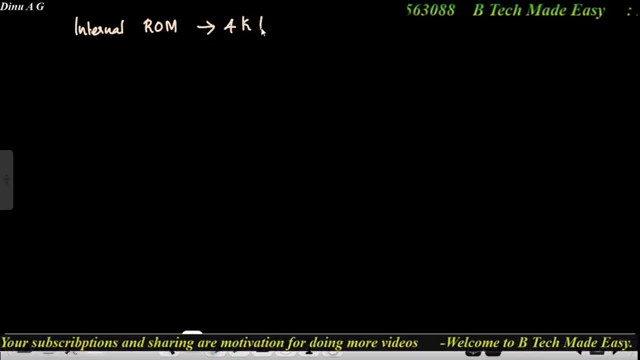 Dinu A G
563088 B Tech Made Easy :
Internal ROM → 4 K
Your subscribptions and sharing are motivation for doing more videos -Welcome to B Tech Made Easy.